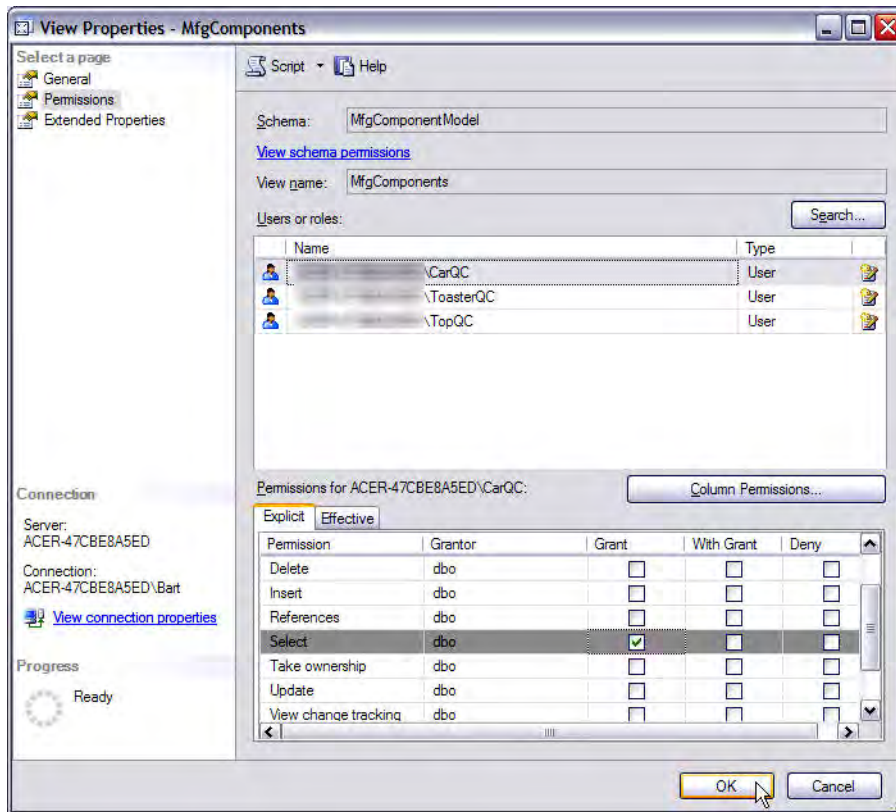 View Properties - MfgComponents
Select a page
General
Permissions
Extended Properties
Script Help
Schema: MfgComponentModel
View schema permissions
View name: MfgComponents
Users or roles: Search...
Name Type
\CarQC User
\ToasterQC User
\TopQC User
Permissions for ACER-47CBE8A5ED\CarQC: Column Permissions...
Explicit Effective
Permission Grantor Grant With Grant Deny
Delete dbo
Insert dbo
References dbo
Select dbo
Take ownership dbo
Update dbo
View change tracking dbo
Connection
Server:
ACER-47CBE8A5ED
Connection:
ACER-47CBE8A5ED\Bart
View connection properties
Progress
Ready
OK Cancel